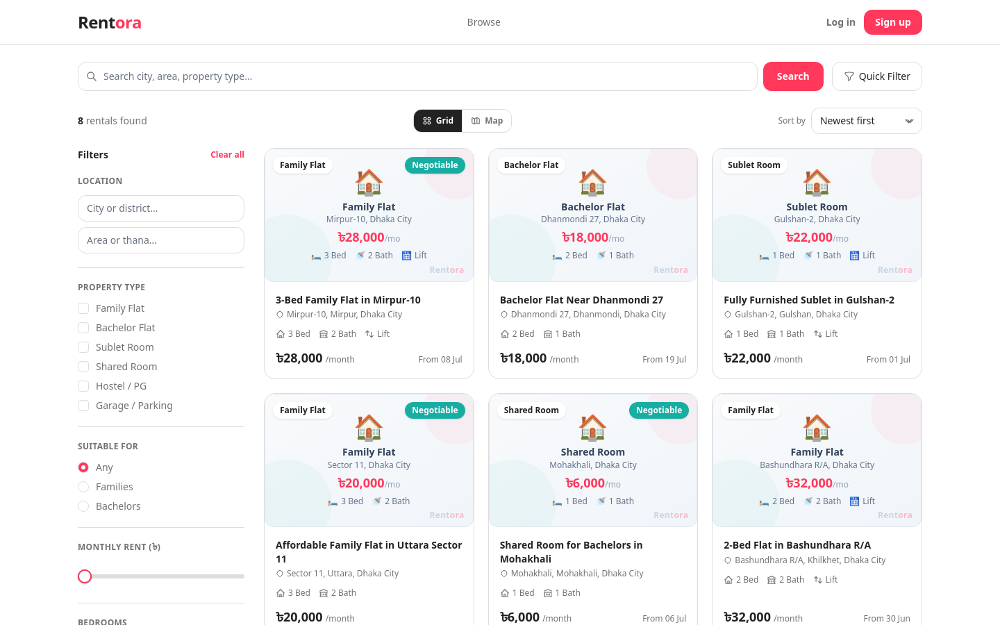 Rentora
Browse
Log in
Sign up
Search city, area, property type...
Search
Quick Filter
8 rentals found
Grid
Map
Sort by
Newest first
Filters
Clear all
LOCATION
City or district...
Area or thana...
PROPERTY TYPE
Family Flat
Bachelor Flat
Sublet Room
Shared Room
Hostel / PG
Garage / Parking
SUITABLE FOR
Any
Families
Bachelors
MONTHLY RENT (৳)
BEDROOMS
Family Flat
Negotiable
Family Flat
Mirpur-10, Dhaka City
৳28,000/mo
3 Bed 2 Bath Lift
Rentora
3-Bed Family Flat in Mirpur-10
Mirpur-10, Mirpur, Dhaka City
3 Bed 2 Bath Lift
৳28,000 /month
From 08 Jul
Bachelor Flat
Bachelor Flat
Dhanmondi 27, Dhaka City
৳18,000/mo
2 Bed 1 Bath
Rentora
Bachelor Flat Near Dhanmondi 27
Dhanmondi 27, Dhanmondi, Dhaka City
2 Bed 1 Bath
৳18,000 /month
From 19 Jul
Sublet Room
Sublet Room
Gulshan-2, Dhaka City
৳22,000/mo
1 Bed 1 Bath Lift
Rentora
Fully Furnished Sublet in Gulshan-2
Gulshan-2, Gulshan, Dhaka City
1 Bed 1 Bath Lift
৳22,000 /month
From 01 Jul
Family Flat
Negotiable
Family Flat
Sector 11, Dhaka City
৳20,000/mo
3 Bed 2 Bath
Rentora
Affordable Family Flat in Uttara Sector
11
Sector 11, Uttara, Dhaka City
3 Bed 2 Bath
৳20,000 /month
Shared Room
Negotiable
Shared Room
Mohakhali, Dhaka City
৳6,000/mo
1 Bed 1 Bath
Rentora
Shared Room for Bachelors in
Mohakhali
Mohakhali, Mohakhali, Dhaka City
1 Bed 1 Bath
৳6,000 /month
From 06 Jul
Family Flat
Family Flat
Bashundhara R/A, Dhaka City
৳32,000/mo
2 Bed 2 Bath Lift
Rentora
2-Bed Flat in Bashundhara R/A
Bashundhara R/A, Khilkhet, Dhaka City
2 Bed 2 Bath Lift
৳32,000 /month
From 30 Jun